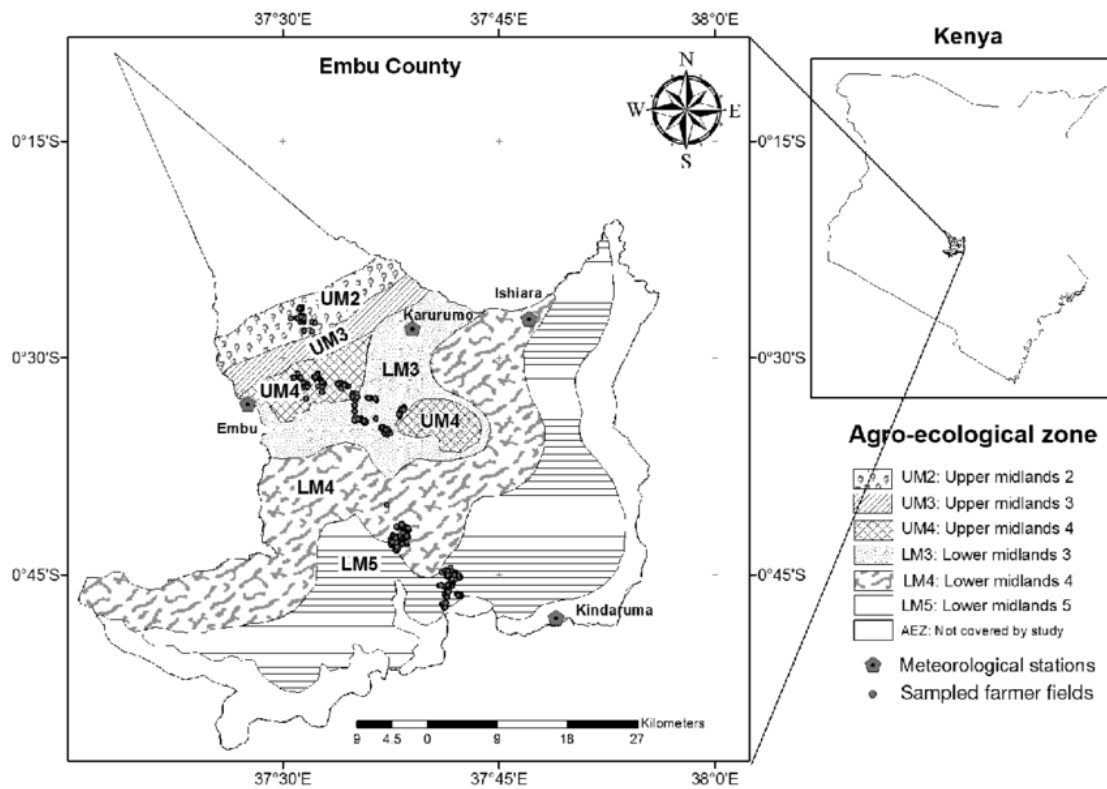 37°30'E
37°45'E
38°0'E
Kenya
Embu County
N
W
E
S
0°15'S
0°15'S
Ishiara
UM2
Karurumo
UM3
0°30'S
0°30'S
LM3
UM4
UM4
Embu
Agro-ecological zone
LM4
UM2: Upper midlands 2
UM3: Upper midlands 3
UM4: Upper midlands 4
LM3: Lower midlands 3
LM5
0°45'S
0°45'S
LM4: Lower midlands 4
LM5: Lower midlands 5
Kindaruma
AEZ: Not covered by study
Meteorological stations
Sampled farmer fields
Kilometers
9 4.5 0 9 18 27
37°30'E
37°45'E
38°0'E